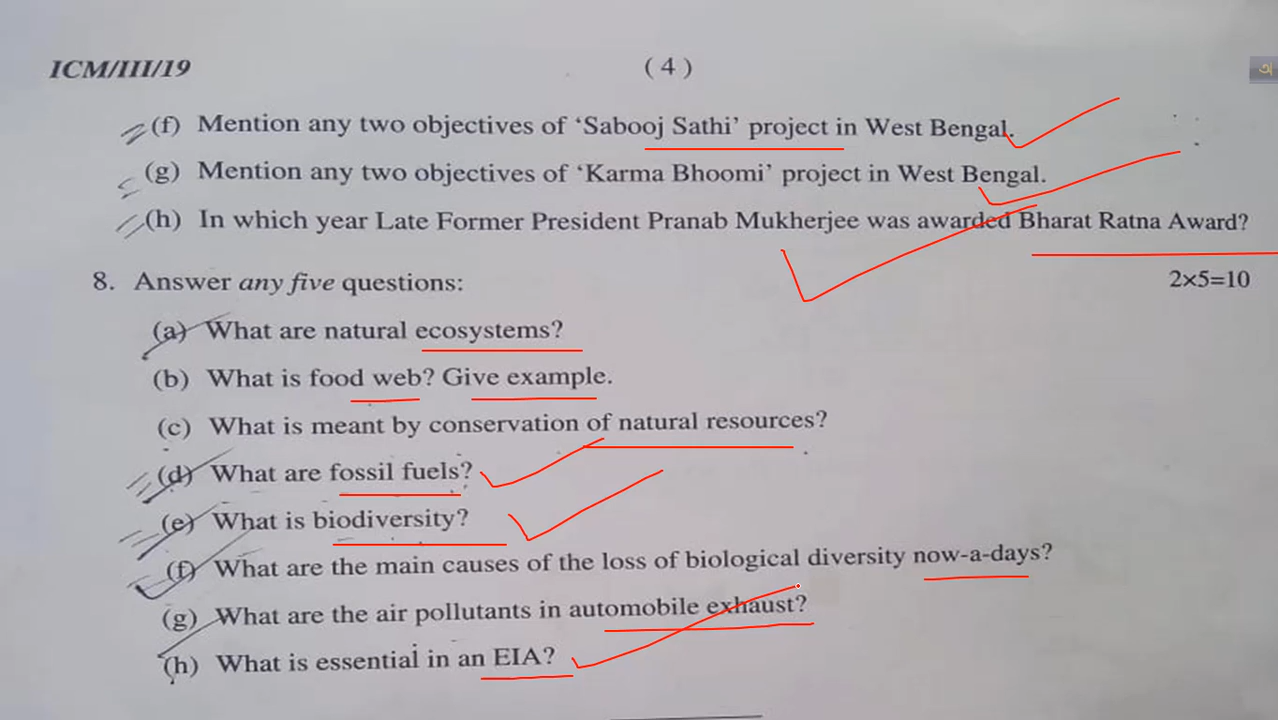 ICM/III/19
( 4 )
(f) Mention any two objectives of ‘Sabooj Sathi’ project in West Bengal.
(g) Mention any two objectives of ‘Karma Bhoomi’ project in West Bengal.
(h) In which year Late Former President Pranab Mukherjee was awarded Bharat Ratna Award?
8. Answer any five questions: 2×5=10
(a) What are natural ecosystems?
(b) What is food web? Give example.
(c) What is meant by conservation of natural resources?
(d) What are fossil fuels?
(e) What is biodiversity?
(f) What are the main causes of the loss of biological diversity now-a-days?
(g) What are the air pollutants in automobile exhaust?
(h) What is essential in an EIA?